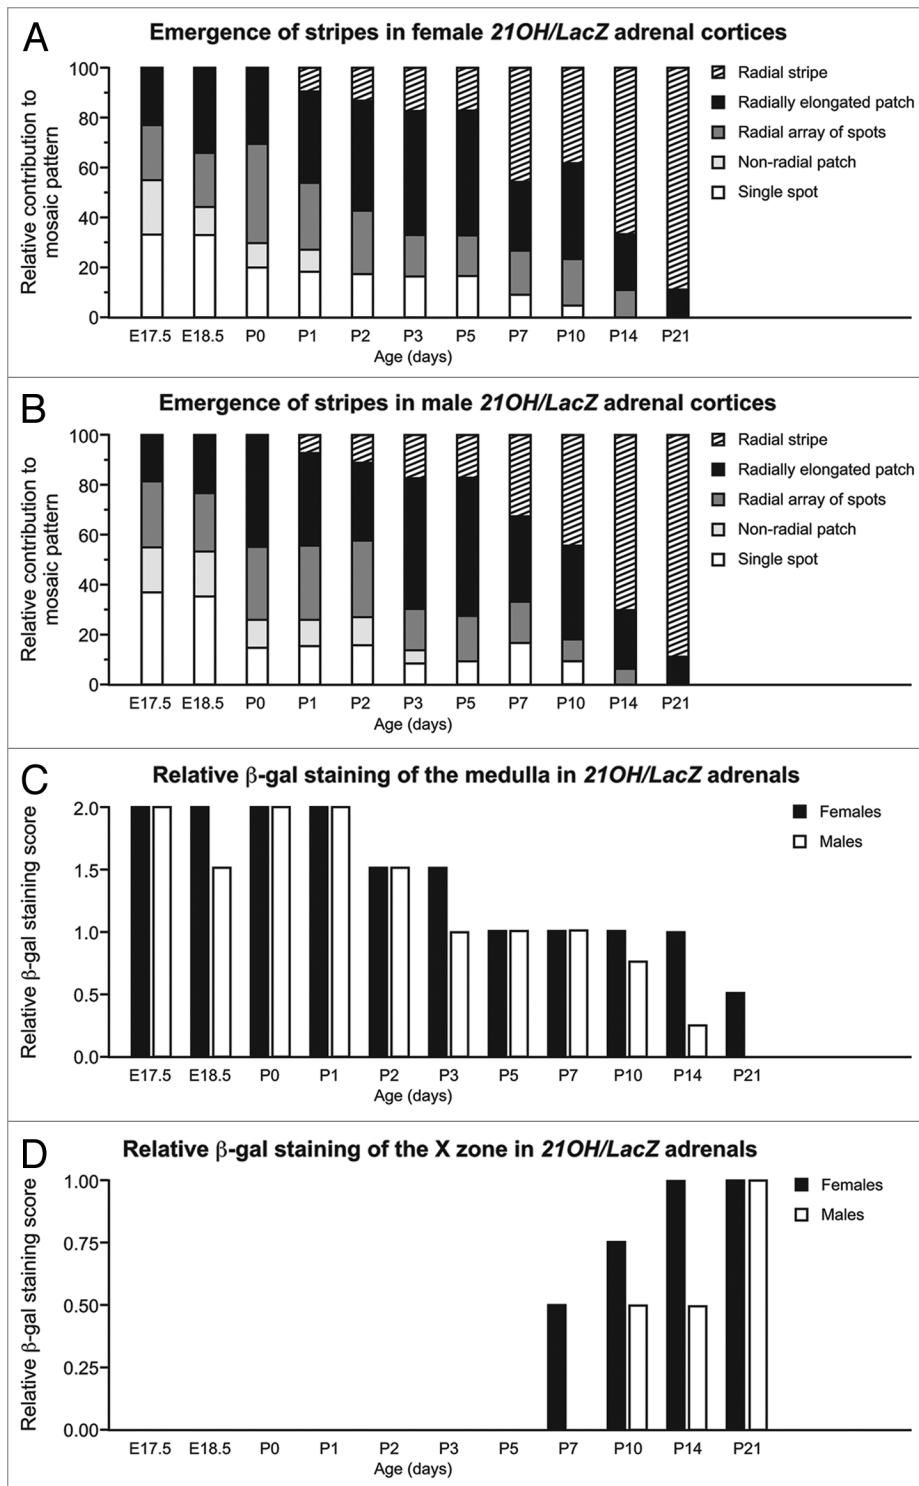 A
Emergence of stripes in female 21OH/LacZ adrenal cortices
Relative contribution to
mosaic pattern
100
80
60
40
20
0
Radial stripe
Radially elongated patch
Radial array of spots
Non-radial patch
Single spot
E17.5 E18.5 P0 P1 P2 P3 P5 P7 P10 P14 P21
Age (days)
B
Emergence of stripes in male 21OH/LacZ adrenal cortices
Relative contribution to
mosaic pattern
100
80
60
40
20
0
Radial stripe
Radially elongated patch
Radial array of spots
Non-radial patch
Single spot
E17.5 E18.5 P0 P1 P2 P3 P5 P7 P10 P14 P21
Age (days)
C
Relative β-gal staining of the medulla in 21OH/LacZ adrenals
Relative β-gal staining score
2.0
1.5
1.0
0.5
0.0
Females
Males
E17.5 E18.5 P0 P1 P2 P3 P5 P7 P10 P14 P21
Age (days)
D
Relative β-gal staining of the X zone in 21OH/LacZ adrenals
Relative β-gal staining score
1.00
0.75
0.50
0.25
0.00
Females
Males
E17.5 E18.5 P0 P1 P2 P3 P5 P7 P10 P14 P21
Age (days)